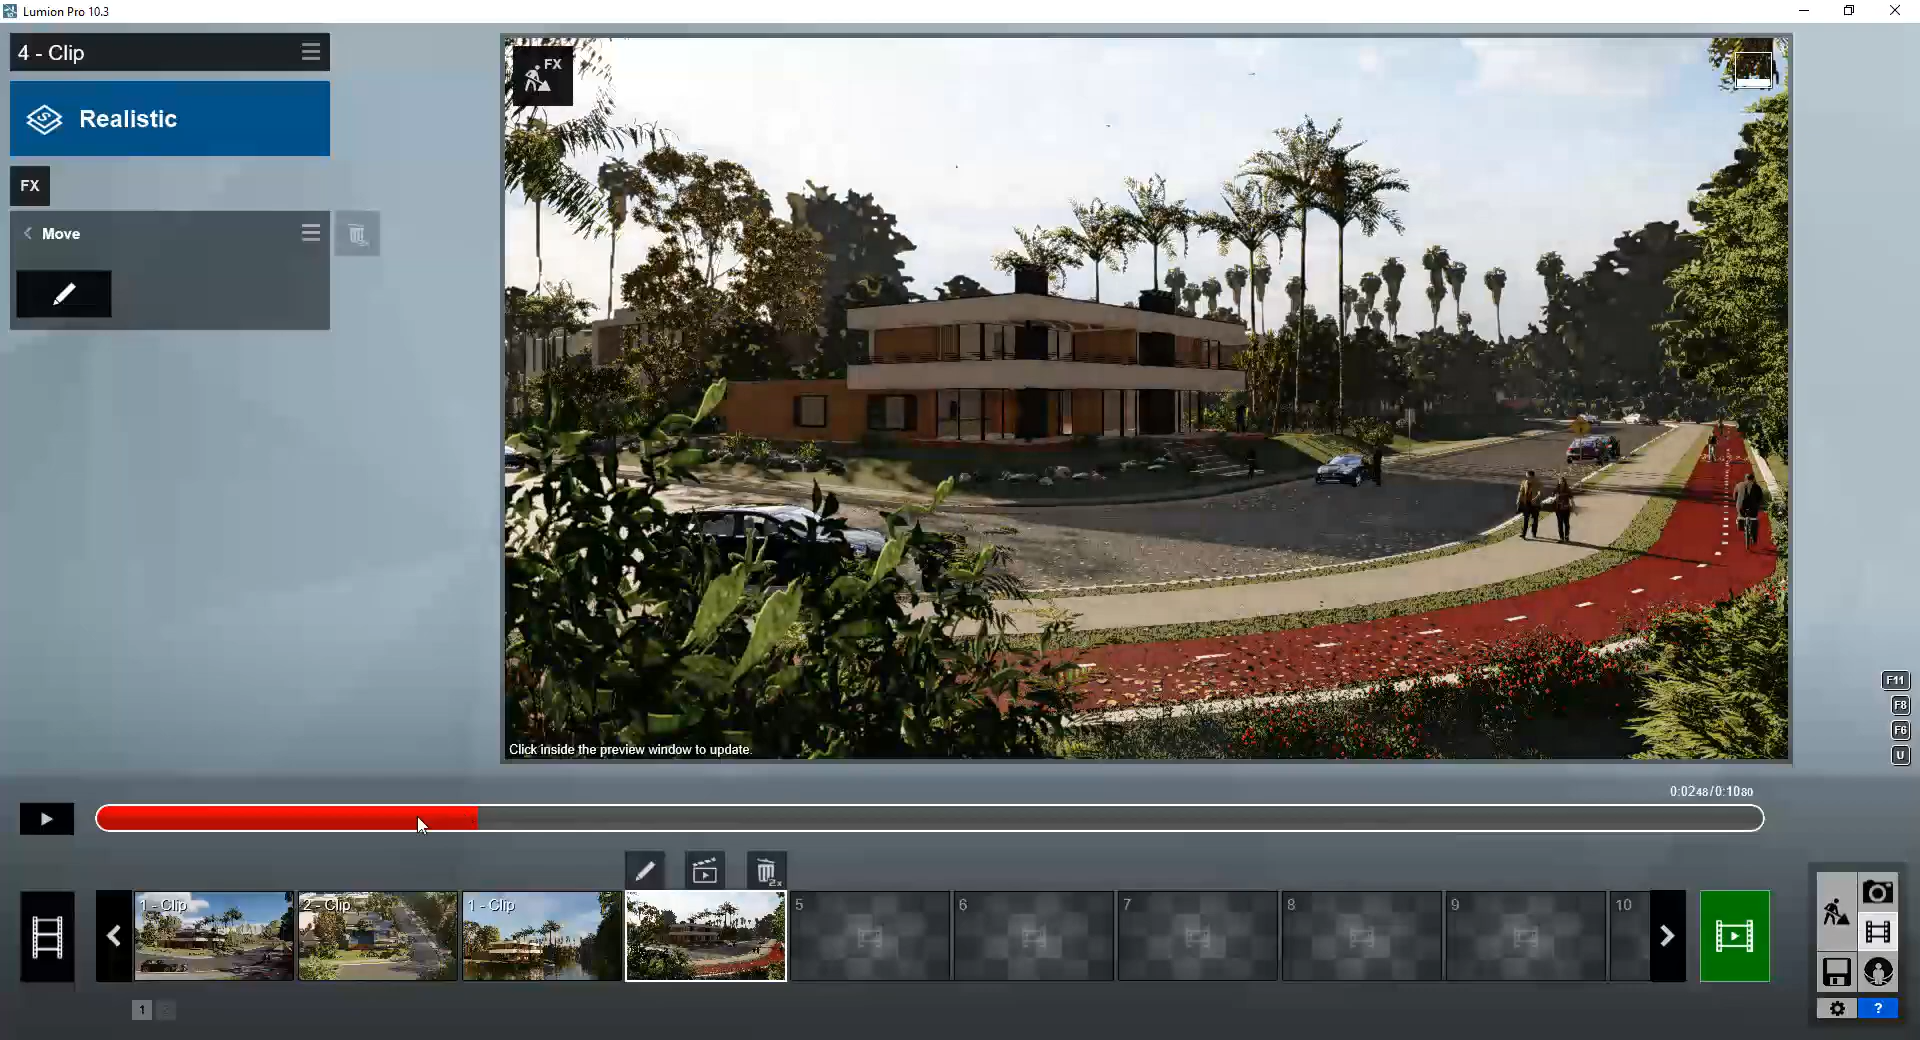 Lumion Pro 10.3
4 - Clip
Realistic
FX
Move
FX
Click inside the preview window to update.
F11
F8
F6
U
0:0248/0:1080
1 - Clip
2 - Clip
1 - Clip
5
6
7
8
9
10
2x
1
?